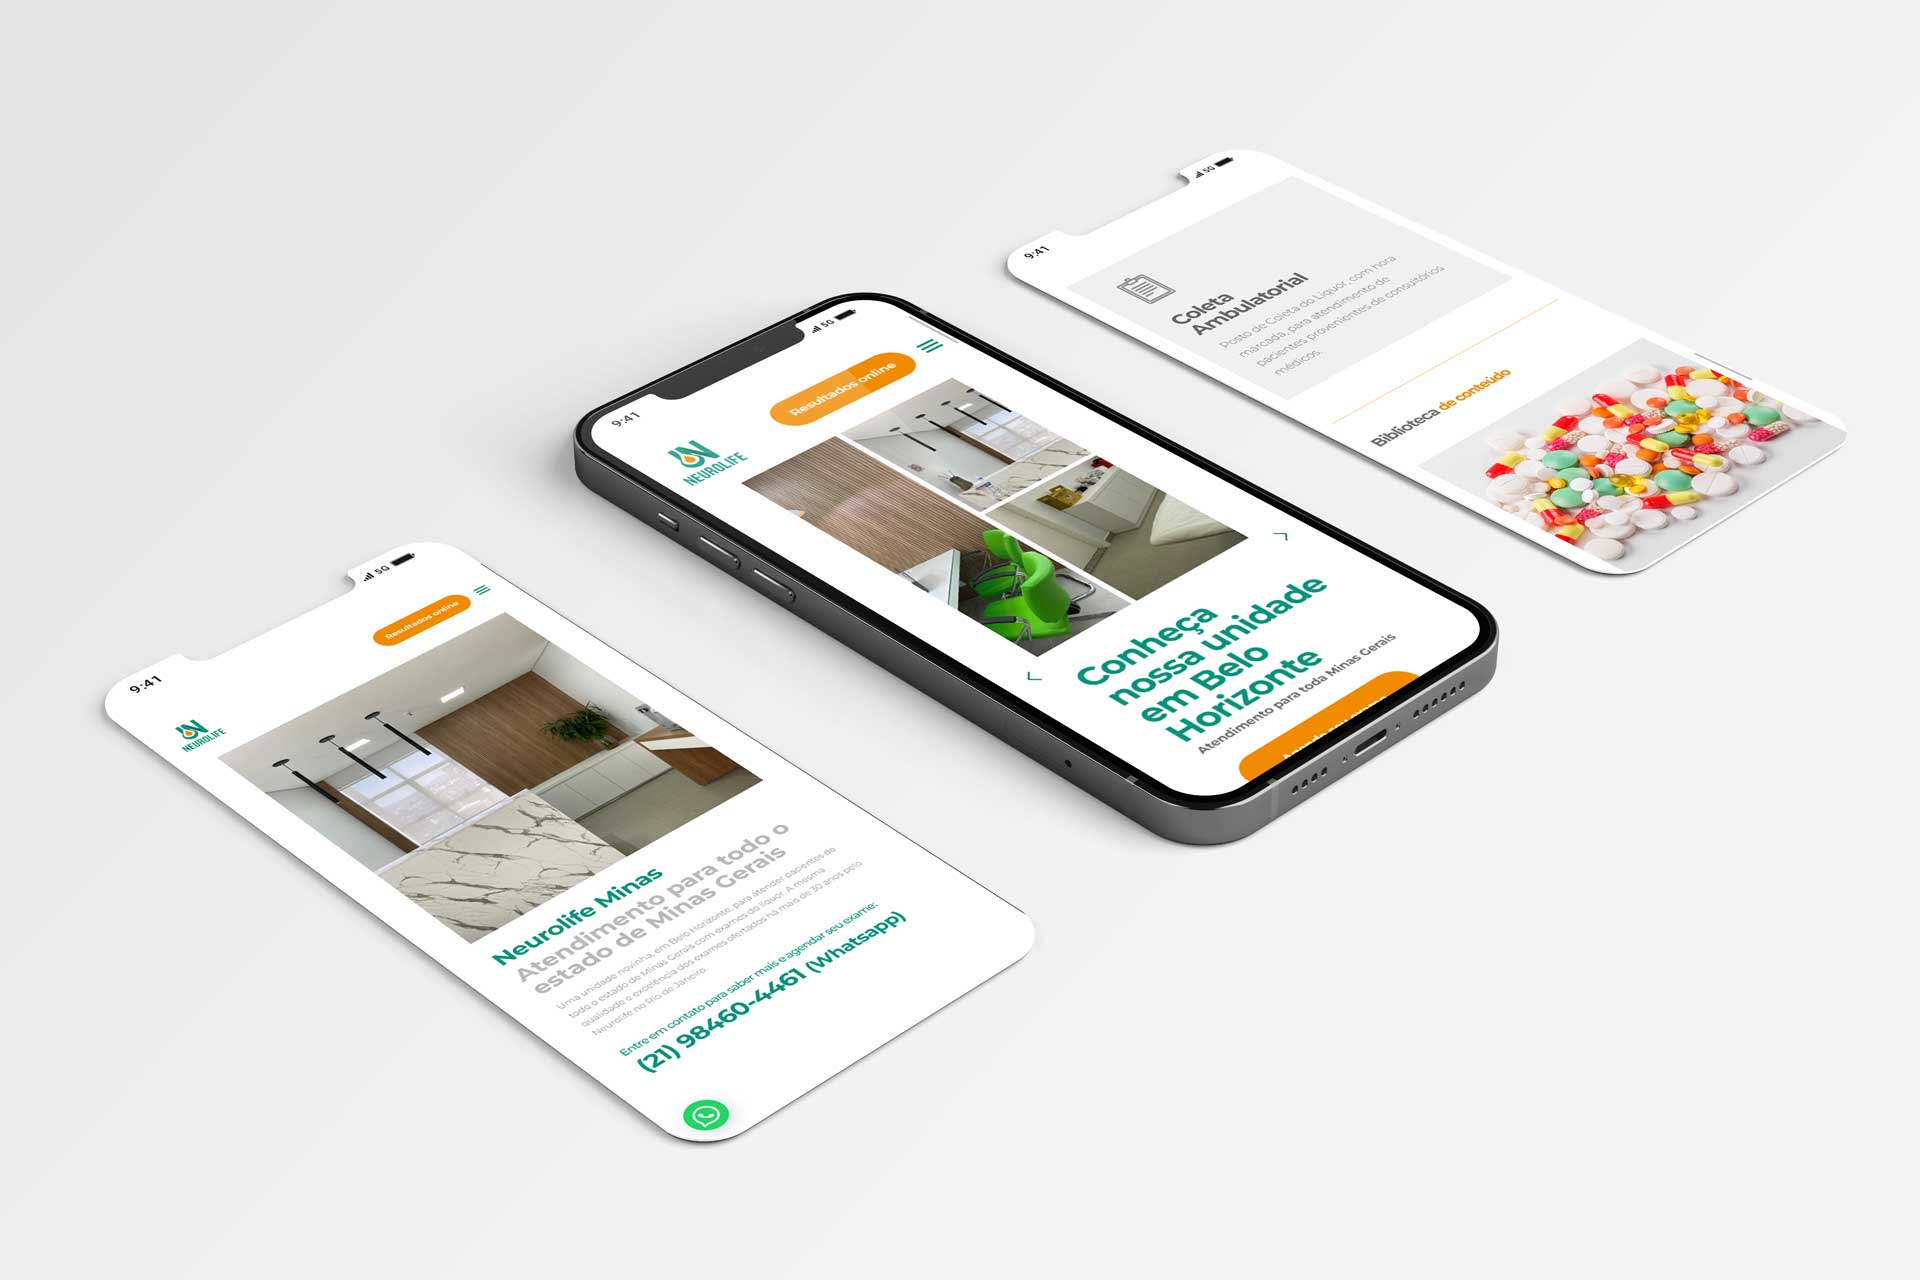 9:41
5G
Resultados online
NEUROLIFE
Neurolife Minas
Atendimento para todo o
estado de Minas Gerais
Uma unidade novinha, em Belo Horizonte, para atender pacientes de
todo o estado de Minas Gerais com exames do liquor. A mesma
qualidade e excelência dos exames ofertados há mais de 30 anos pelo
Neurolife no Rio de Janeiro.
Entre em contato para saber mais e agendar seu exame:
(21) 98460-4461 (Whatsapp)
9:41
5G
Resultados online
NEUROLIFE
Conheça
nossa unidade
em Belo
Horizonte
Atendimento para toda Minas Gerais
9:41
5G
Coleta
Ambulatorial
Posto de Coleta do Liquor, com hora
marcada, para atendimento de
pacientes provenientes de consultórios
médicos.
Biblioteca de conteúdo